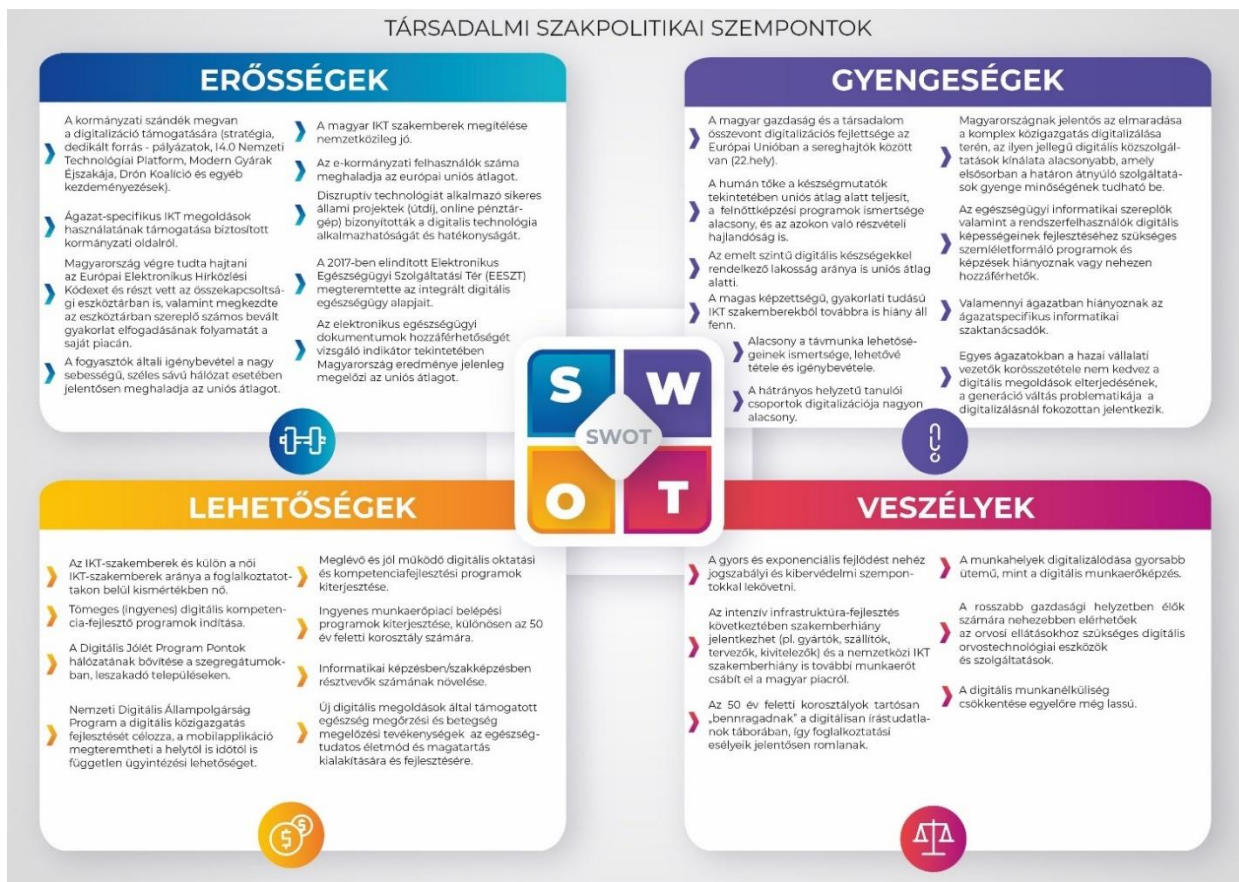 TÁRSADALMI SZAKPOLITIKAI SZEMPONTOK
ERŐSSÉGEK
A kormányzati szándék megvan
a digitalizáció támogatására (stratégia,
dedikált forrás - pályázatok, I4.0 Nemzeti
Technológiai Platform, Modern Gyárak
Éjszakája, Drón Koalíció és egyéb
kezdeményezések).
Ágazat-specifikus IKT megoldások
használatának támogatása biztosított
kormányzati oldalról.
Magyarország végre tudta hajtani
az Európai Elektronikus Hírközlési
Kódexet és részt vett az összekapcsoltsá-
gi eszköztárban is, valamint megkezdte
az eszköztárban szereplő számos bevált
gyakorlat elfogadásának folyamatát a
saját piacán.
A fogyasztók általi igénybevétel a nagy
sebességű, széles sávú hálózat esetében
jelentősen meghaladja az uniós átlagot.
A magyar IKT szakemberek megítélése
nemzetközileg jó.
Az e-kormányzati felhasználók száma
meghaladja az európai uniós átlagot.
Diszruptív technológiát alkalmazó sikeres
állami projektek (útdíj, online pénztár-
gép) bizonyították a digitalis technológia
alkalmazhatóságát és hatékonyságát.
A 2017-ben elindított Elektronikus
Egészségügyi Szolgáltatási Tér (EESZT)
megteremtette az integrált digitális
egészségügy alapjait.
Az elektronikus egészségügyi
dokumentumok hozzáférhetőségét
vizsgáló indikátor tekintetében
Magyarország eredménye jelenleg
megelőzi az uniós átlagot.
GYENGESÉGEK
A magyar gazdaság és a társadalom
összevont digitalizációs fejlettsége az
Európai Unióban a sereghajtók között
van (22.hely).
A humán tőke a készségmutatók
tekintetében uniós átlag alatt teljesít,
a felnőttképzési programok ismertsége
alacsony, és az azokon való részvételi
hajlandóság is.
Az emelt szintű digitális készségekkel
rendelkező lakosság aránya is uniós átlag
alatti.
A magas képzettségű, gyakorlati tudású
IKT szakemberekből továbbra is hiány áll
fenn.
Alacsony a távmunka lehetősé-
geinek ismertsége, lehetővé
tétele és igénybevétele.
A hátrányos helyzetű tanulói
csoportok digitalizációja nagyon
alacsony.
Magyarországnak jelentős az elmaradása
a komplex közigazgatás digitalizálása
terén, az ilyen jellegű digitális közszolgál-
tatások kínálata alacsonyabb, amely
elsősorban a határon átnyúló szolgáltatá-
sok gyenge minőségének tudható be.
Az egészségügyi informatikai szereplők
valamint a rendszerfelhasználók digitális
képességeinek fejlesztéséhez szükséges
szemléletformáló programok és
képzések hiányoznak vagy nehezen
hozzáférhetők.
Valamennyi ágazatban hiányoznak az
ágazatspecifikus informatikai
szaktanácsadók.
Egyes ágazatokban a hazai vállalati
vezetők korösszetétele nem kedvez a
digitális megoldások elterjedésének,
a generáció váltás problematikája a
digitalizálásnál fokozottan jelentkezik.
S W
SWOT
O T
LEHETŐSÉGEK
Az IKT-szakemberek és külön a női
IKT-szakemberek aránya a foglalkoztatot-
takon belül kismértékben nő.
Tömeges (ingyenes) digitális kompeten-
cia-fejlesztő programok indítása.
A Digitális Jólét Program Pontok
hálózatának bővítése a szegregátumok-
ban, leszakadó településeken.
Nemzeti Digitális Állampolgárság
Program a digitális közigazgatás
fejlesztését célozza, a mobilapplikáció
megteremtheti a helytől is időtől is
független ügyintézési lehetőséget.
Meglévő és jól működő digitális oktatási
és kompetenciafejlesztési programok
kiterjesztése.
Ingyenes munkaerőpiaci belépési
programok kiterjesztése, különösen az 50
év feletti korosztály számára.
Informatikai képzésben/szakképzésben
résztvevők számának növelése.
Új digitális megoldások által támogatott
egészség megőrzési és betegség
megelőzési tevékenységek az egészség-
tudatos életmód és magatartás
kialakítására és fejlesztésére.
VESZÉLYEK
A gyors és exponenciális fejlődést nehéz
jogszabályi és kibervédelmi szempon-
tokkal lekövetni.
Az intenzív infrastruktúra-fejlesztés
következtében szakemberhiány
jelentkezhet (pl. gyártók, szállítók,
tervezők, kivitelezők) és a nemzetközi IKT
szakemberhiány is további munkaerőt
csábít el a magyar piacról.
Az 50 év feletti korosztályok tartósan
„bennragadnak” a digitálisan írástudatla-
nok táborában, így foglalkoztatási
esélyeik jelentősen romlanak.
A munkahelyek digitalizálódása gyorsabb
ütemű, mint a digitális munkaerőképzés.
A rosszabb gazdasági helyzetben élők
számára nehezebben elérhetőek
az orvosi ellátásokhoz szükséges digitális
orvostechnológiai eszközök
és szolgáltatások.
A digitális munkanélküliség
csökkentése egyelőre még lassú.